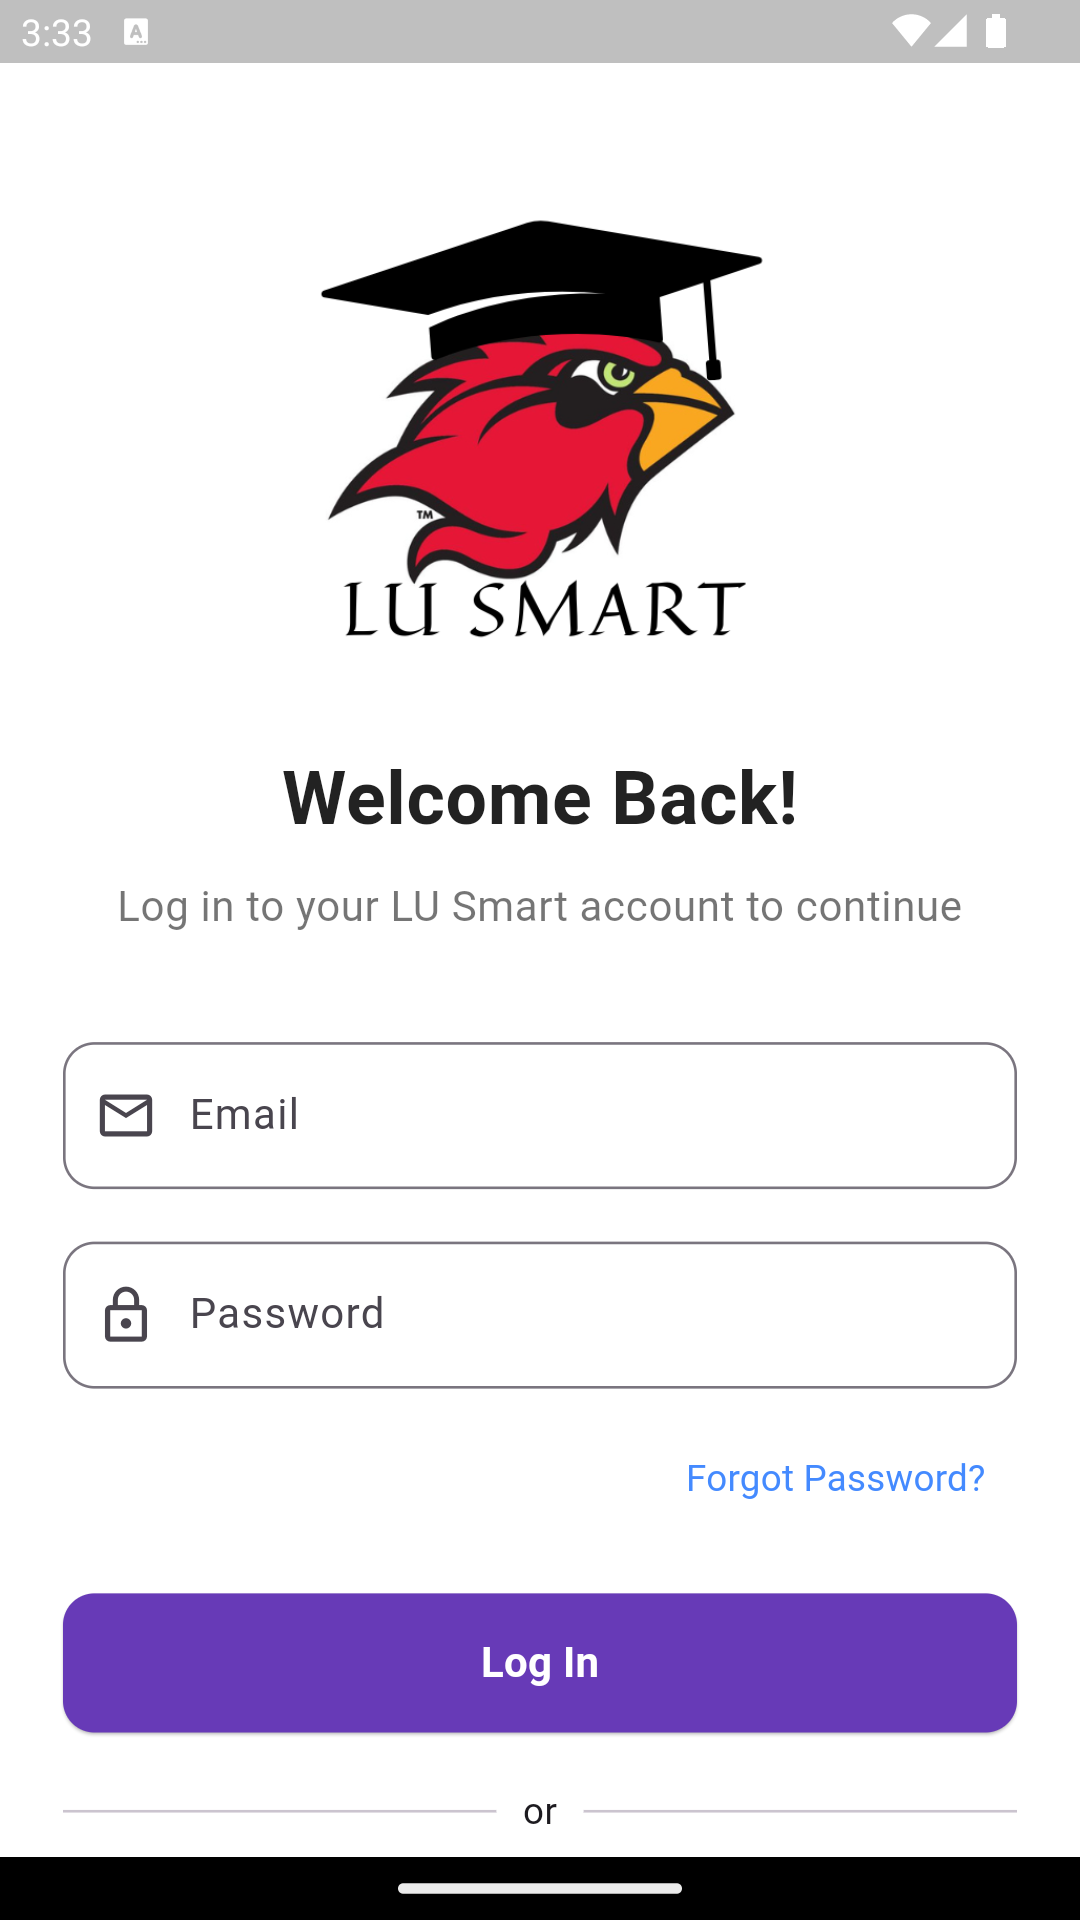 3:33
A
TM
LU SMART
Welcome Back!
Log in to your LU Smart account to continue
Email
Password
Forgot Password?
Log In
or